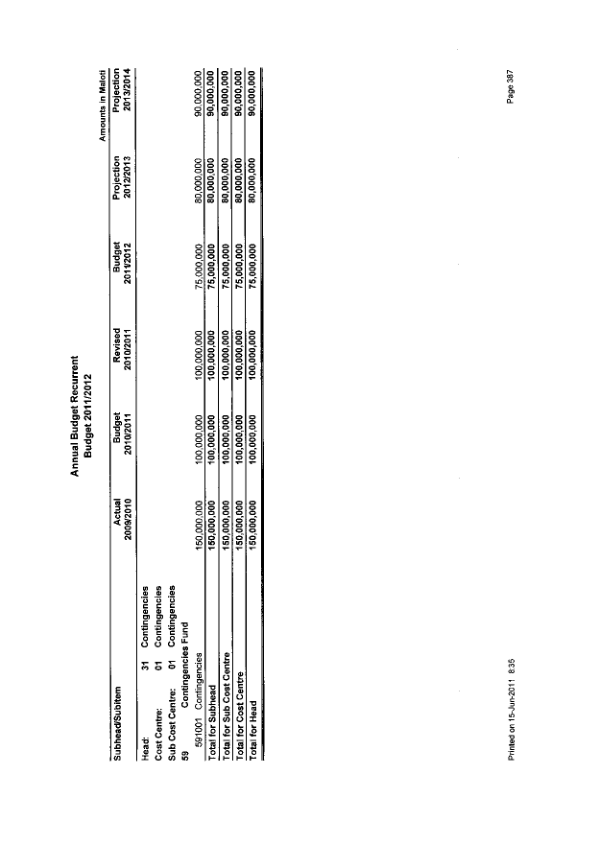 Annual Budget Recurrent
Budget 2011/2012
Amounts in Maloti
Subhead/Subitem Actual 2009/2010 Budget 2010/2011 Revised 2010/2011 Budget 2011/2012 Projection 2012/2013 Projection 2013/2014
Head: 31 Contingencies
Cost Centre: 01 Contingencies
Sub Cost Centre: 01 Contingencies
59 Contingencies Fund
591001 Contingencies 150,000,000 100,000,000 100,000,000 75,000,000 80,000,000 90,000,000
Total for Subhead 150,000,000 100,000,000 100,000,000 75,000,000 80,000,000 90,000,000
Total for Sub Cost Centre 150,000,000 100,000,000 100,000,000 75,000,000 80,000,000 90,000,000
Total for Cost Centre 150,000,000 100,000,000 100,000,000 75,000,000 80,000,000 90,000,000
Total for Head 150,000,000 100,000,000 100,000,000 75,000,000 80,000,000 90,000,000
Printed on 15-Jun-2011 8:35 Page 387